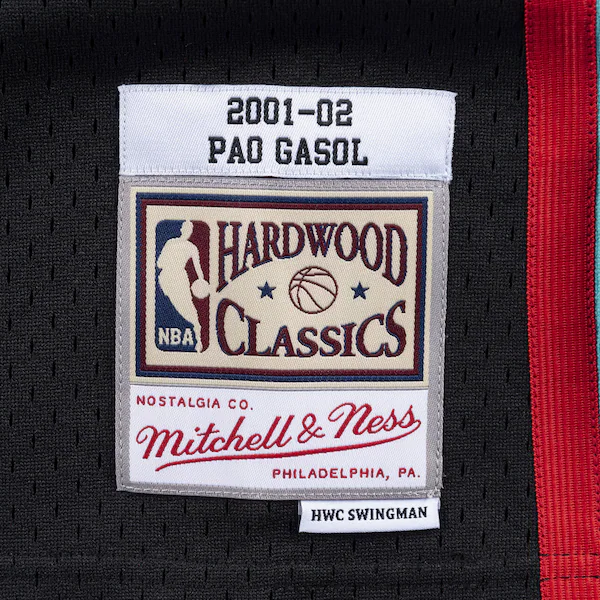 2001-02
PAO GASOL
HARDWOOD
CLASSICS
NBA
NOSTALGIA CO.
Mitchell & Ness
PHILADELPHIA, PA.
HWC SWINGMAN